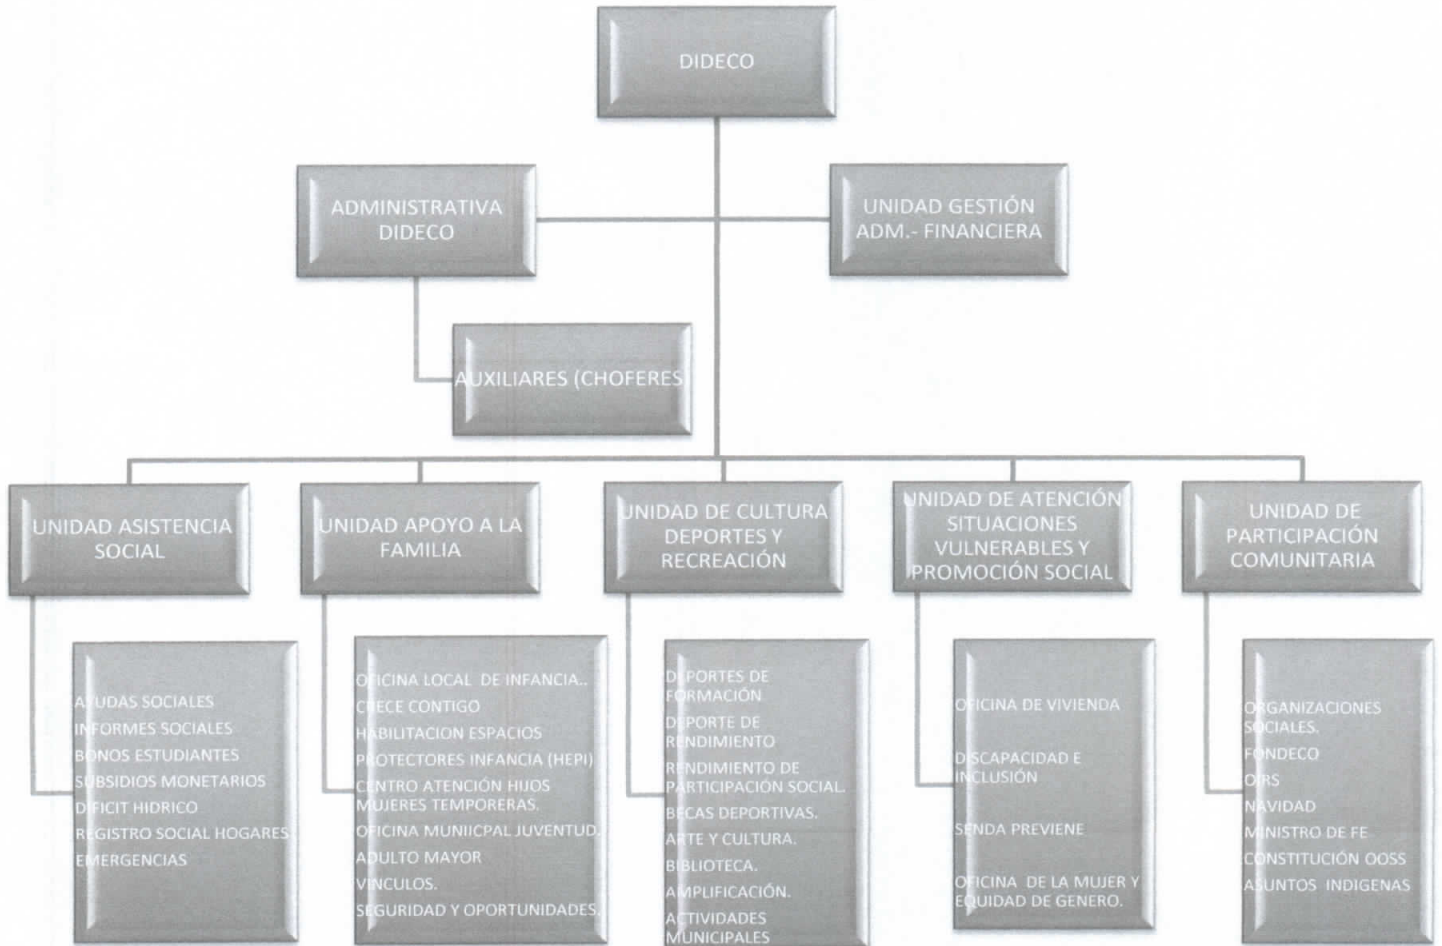 DIDECO
ADMINISTRATIVA
DIDECO
UNIDAD GESTIÓN
ADM.- FINANCIERA
AUXILIARES (CHOFERES
UNIDAD ASISTENCIA
SOCIAL
UNIDAD APOYO A LA
FAMILIA
UNIDAD DE CULTURA
DEPORTES Y
RECREACIÓN
UNIDAD DE ATENCIÓN
SITUACIONES
VULNERABLES Y
PROMOCIÓN SOCIAL
UNIDAD DE
PARTICIPACIÓN
COMUNITARIA
AYUDAS SOCIALES
INFORMES SOCIALES
BONOS ESTUDIANTES
SUBSIDIOS MONETARIOS
DIFICIT HIDRICO
REGISTRO SOCIAL HOGARES
EMERGENCIAS
OFICINA LOCAL DE INFANCIA..
CRECE CONTIGO
HABILITACION ESPACIOS
PROTECTORES INFANCIA (HEPI)
CENTRO ATENCIÓN HIJOS
MUJERES TEMPORERAS.
OFICINA MUNIICPAL JUVENTUD.
ADULTO MAYOR
VINCULOS.
SEGURIDAD Y OPORTUNIDADES.
DEPORTES DE
FORMACIÓN
DEPORTE DE
RENDIMIENTO
RENDIMIENTO DE
PARTICIPACIÓN SOCIAL.
BECAS DEPORTIVAS.
ARTE Y CULTURA.
BIBLIOTECA.
AMPLIFICACIÓN.
ACTIVIDADES
MUNICIPALES
OFICINA DE VIVIENDA
DISCAPACIDAD E
INCLUSIÓN
SENDA PREVIENE
OFICINA DE LA MUJER Y
EQUIDAD DE GENERO.
ORGANIZACIONES
SOCIALES.
FONDECO
OIRS
NAVIDAD
MINISTRO DE FE
CONSTITUCIÓN OOSS
ASUNTOS INDIGENAS